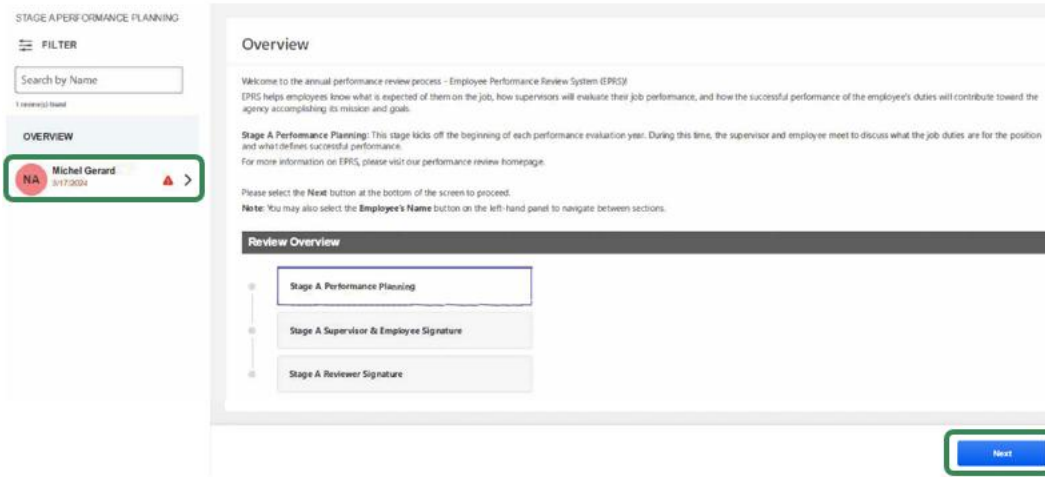 STAGE A PERFORMANCE PLANNING
FILTER
Search by Name
1 review(s) found
OVERVIEW
NA
Michel Gerard
3/17/2024
Overview
Welcome to the annual performance review process - Employee Performance Review System (EPRS)!
EPRS helps employees know what is expected of them on the job, how supervisors will evaluate their job performance, and how the successful performance of the employee's duties will contribute toward the
agency accomplishing its mission and goals.
Stage A Performance Planning: This stage kicks off the beginning of each performance evaluation year. During this time, the supervisor and employee meet to discuss what the job duties are for the position
and what defines successful performance.
For more information on EPRS, please visit our performance review homepage.
Please select the Next button at the bottom of the screen to proceed.
Note: You may also select the Employee's Name button on the left-hand panel to navigate between sections.
Review Overview
Stage A Performance Planning
Stage A Supervisor & Employee Signature
Stage A Reviewer Signature
Next